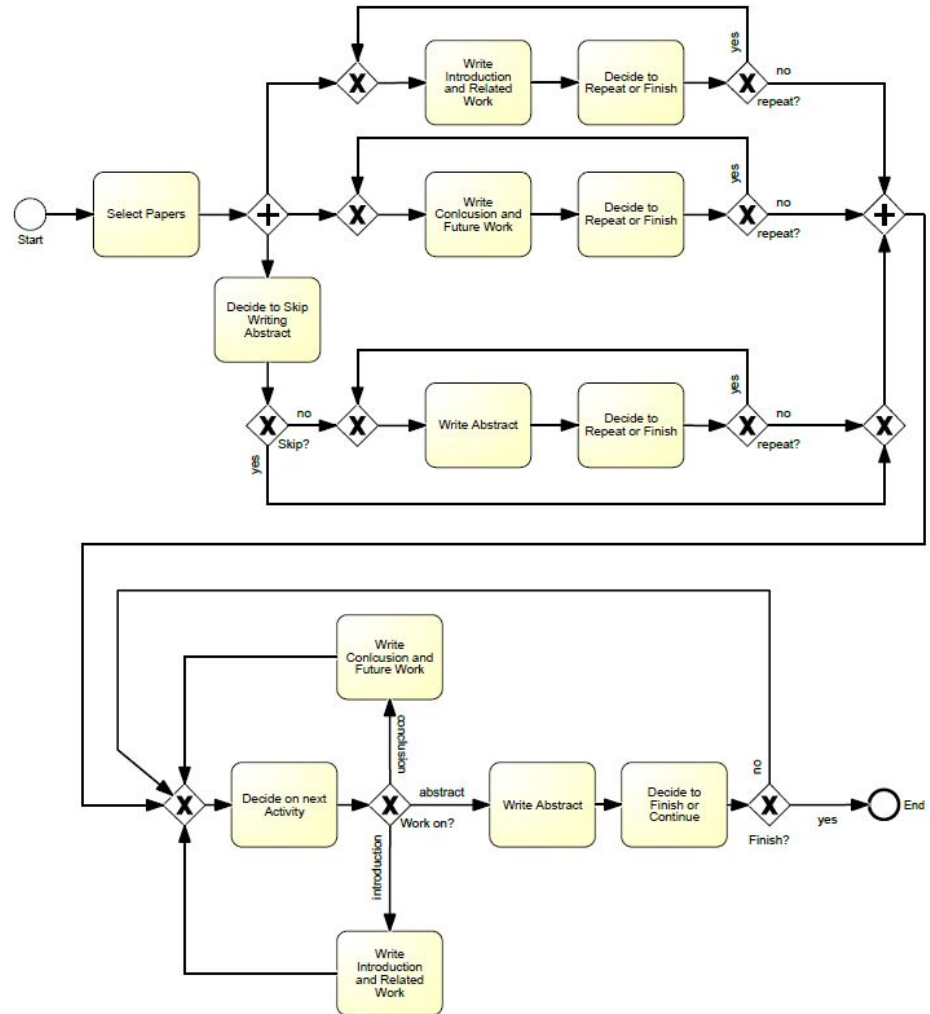 yes
Write
Introduction
and Related
Work
Decide to
Repeat or Finish
no
repeat?
Start
Select Papers
yes
Write
Conlcusion and
Future Work
Decide to
Repeat or Finish
no
repeat?
Decide to Skip
Writing
Abstract
yes
no
Skip?
Write Abstract
Decide to
Repeat or Finish
no
repeat?
yes
Write
Conlcusion and
Future Work
conclusion
Decide on next
Activity
abstract
Work on?
Write Abstract
Decide to
Finish or
Continue
no
Finish?
yes
End
introduction
Write
Introduction
and Related
Work